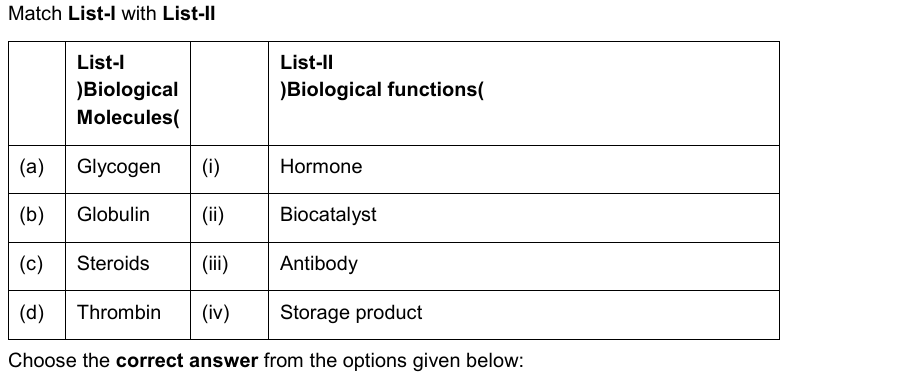 Match List-I with List-II
List-I
)Biological
Molecules(
List-II
)Biological functions(
(a) Glycogen (i) Hormone
(b) Globulin (ii) Biocatalyst
(c) Steroids (iii) Antibody
(d) Thrombin (iv) Storage product
Choose the correct answer from the options given below: